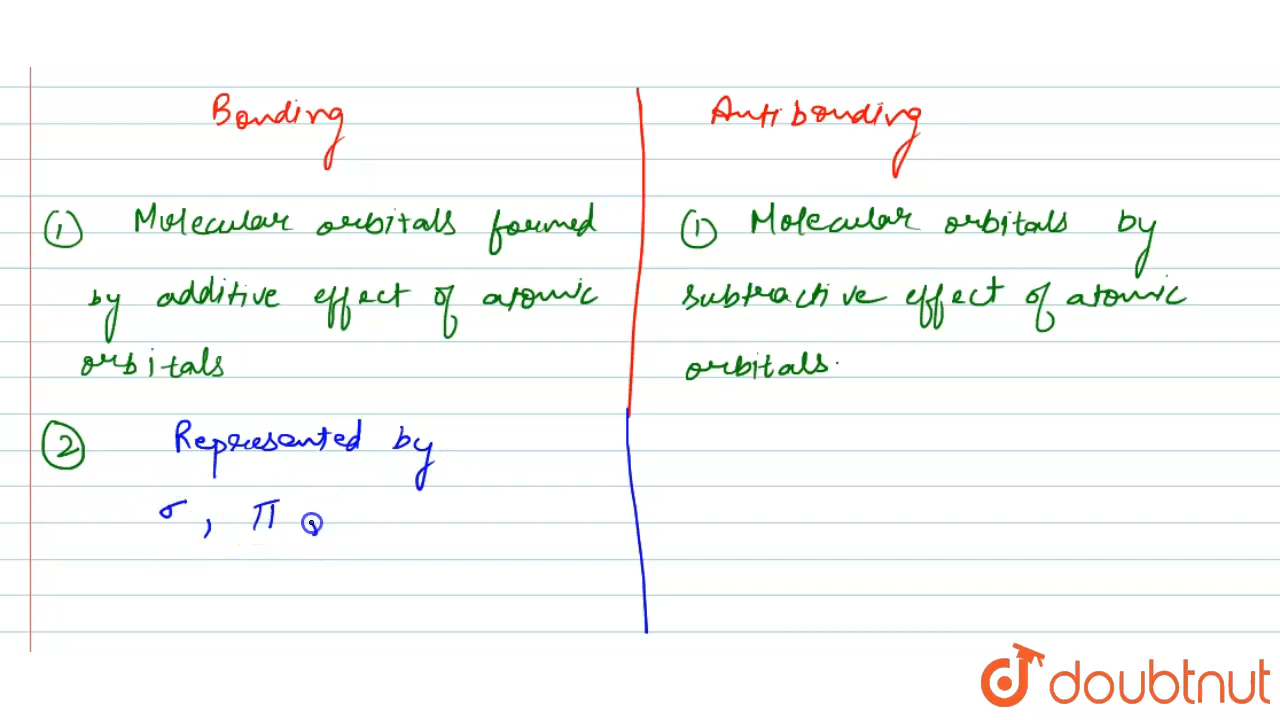 Bonding
Antibonding
① Molecular orbitals formed
by additive effect of atomic
orbitals
① Molecular orbitals by
subtractive effect of atomic
orbitals.
② Represented by
σ, π
doubtnut